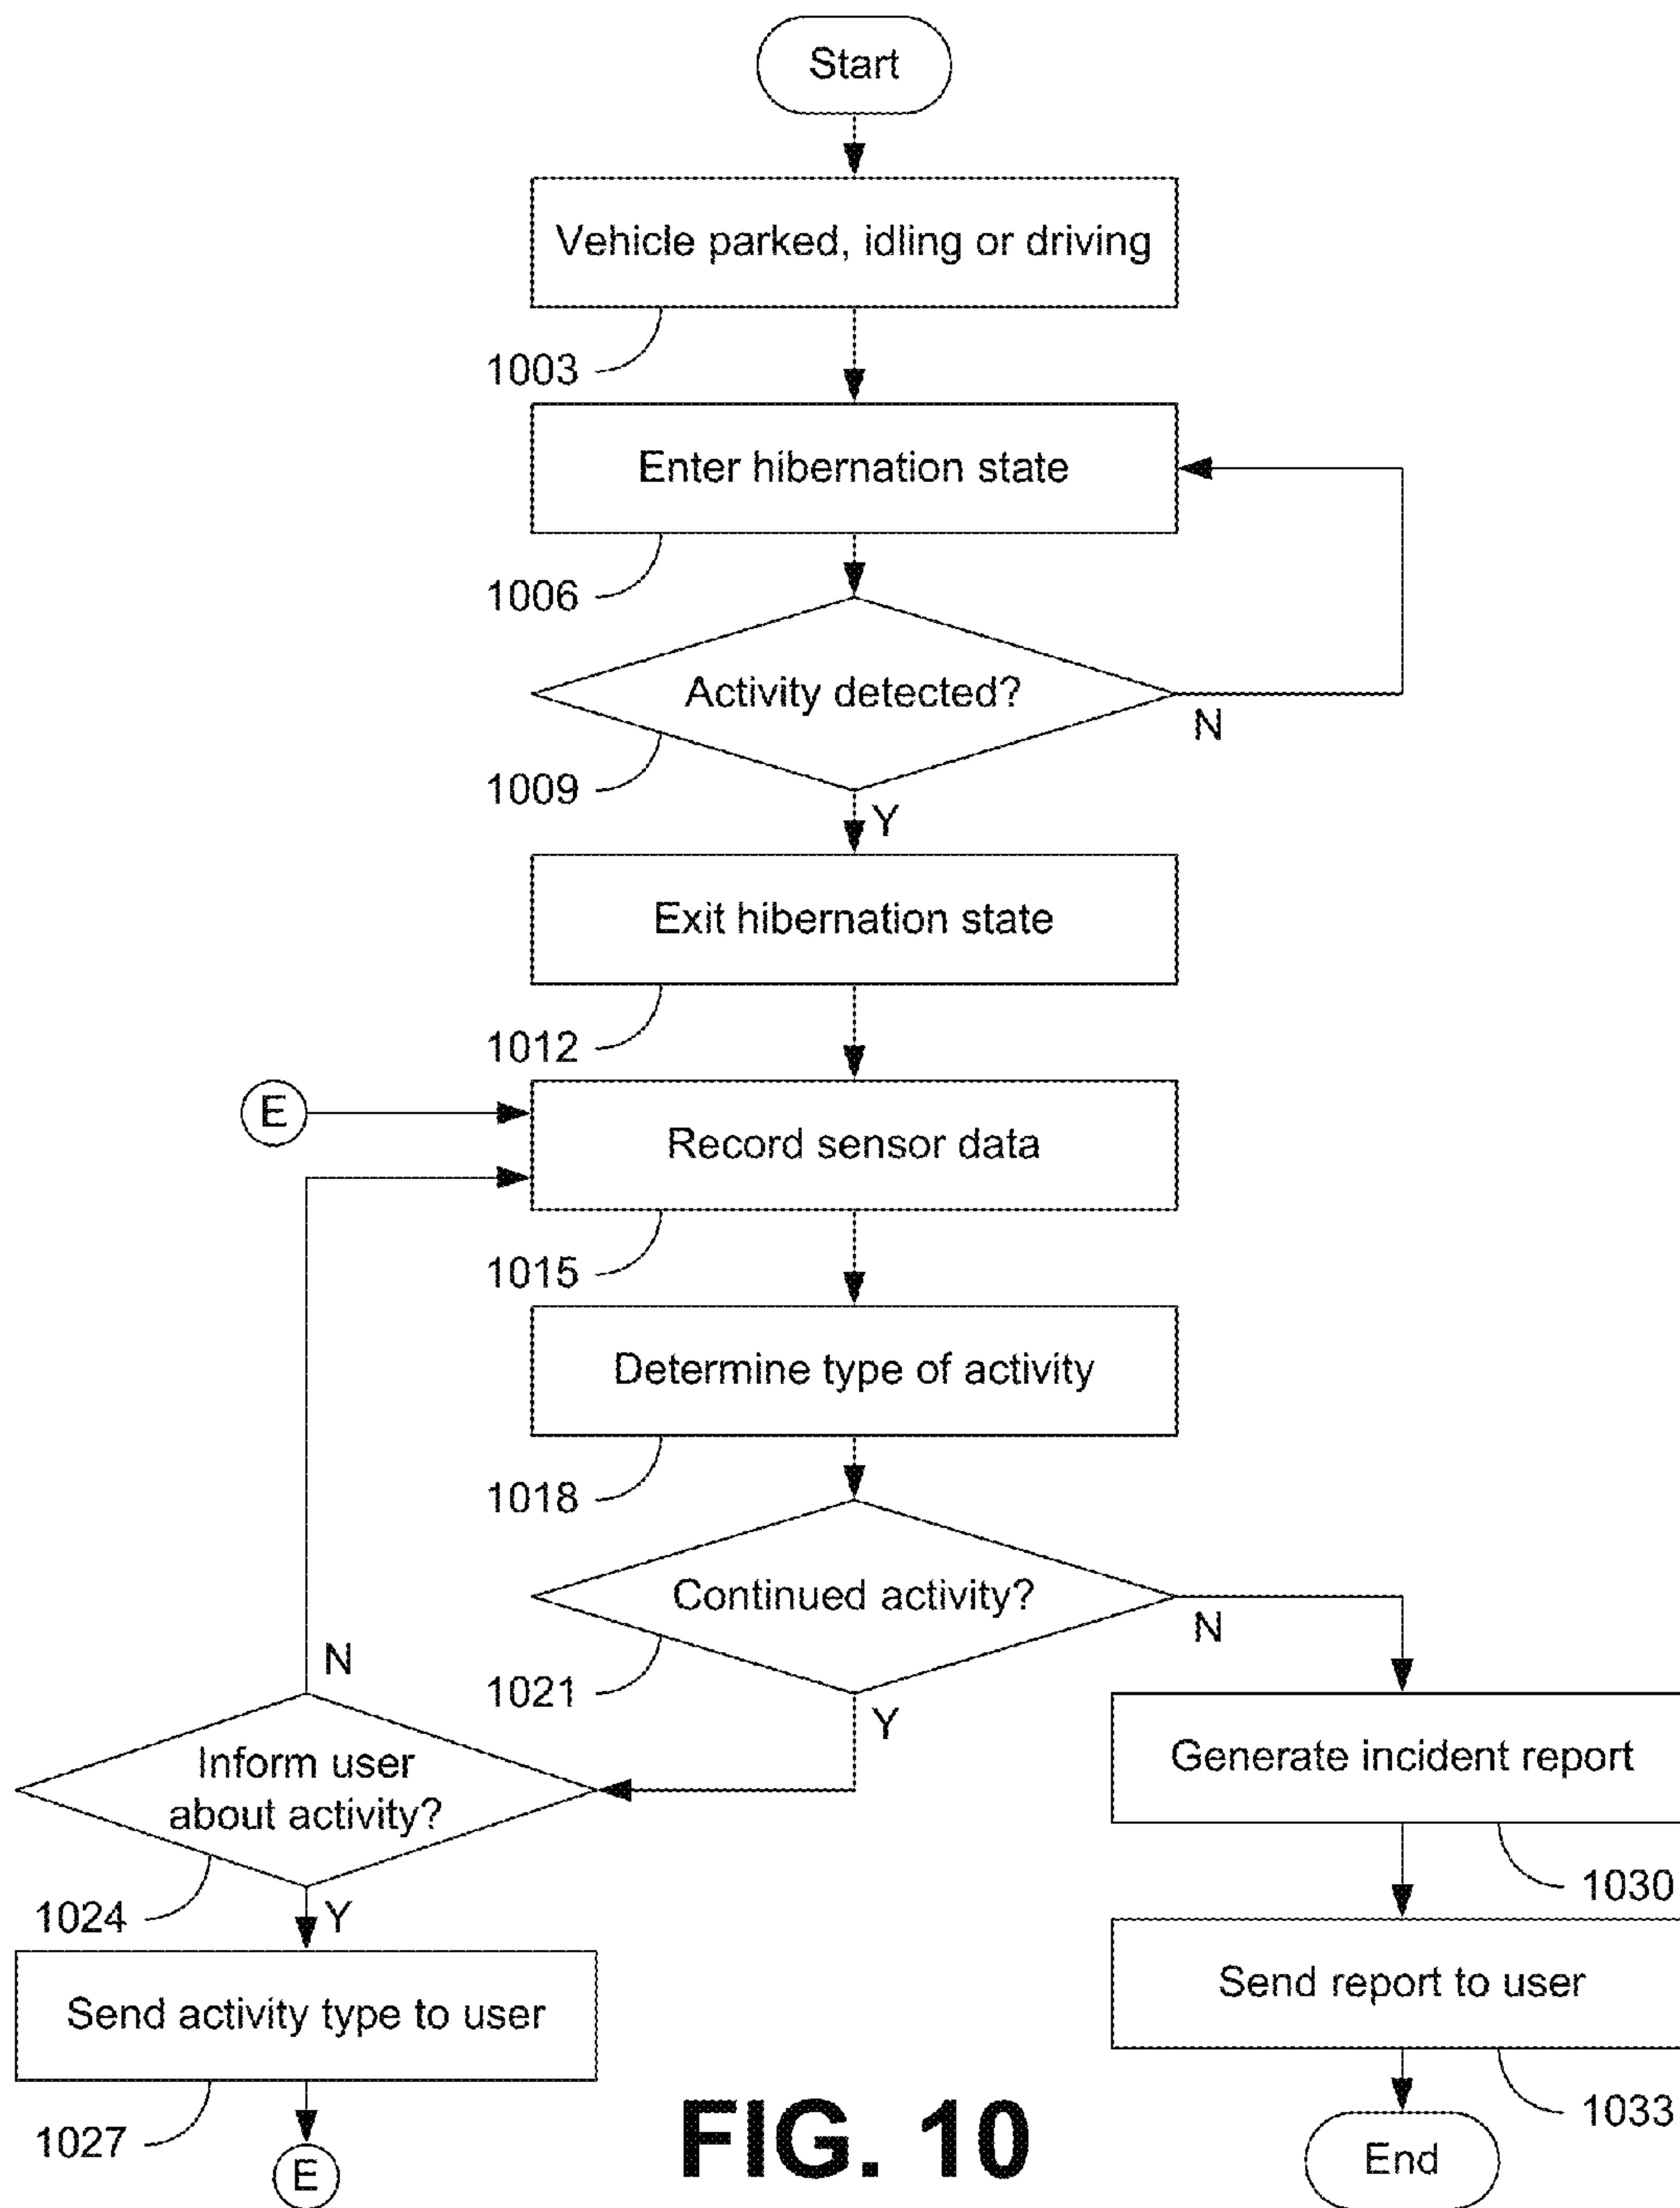 Start
Vehicle parked, idling or driving
1003
Enter hibernation state
1006
Activity detected?
N
1009
Y
Exit hibernation state
1012
E
Record sensor data
1015
Determine type of activity
1018
Continued activity?
N
1021
Y
N
Inform user
about activity?
1024
Y
Send activity type to user
1027
E
Generate incident report
1030
Send report to user
1033
End
FIG. 10